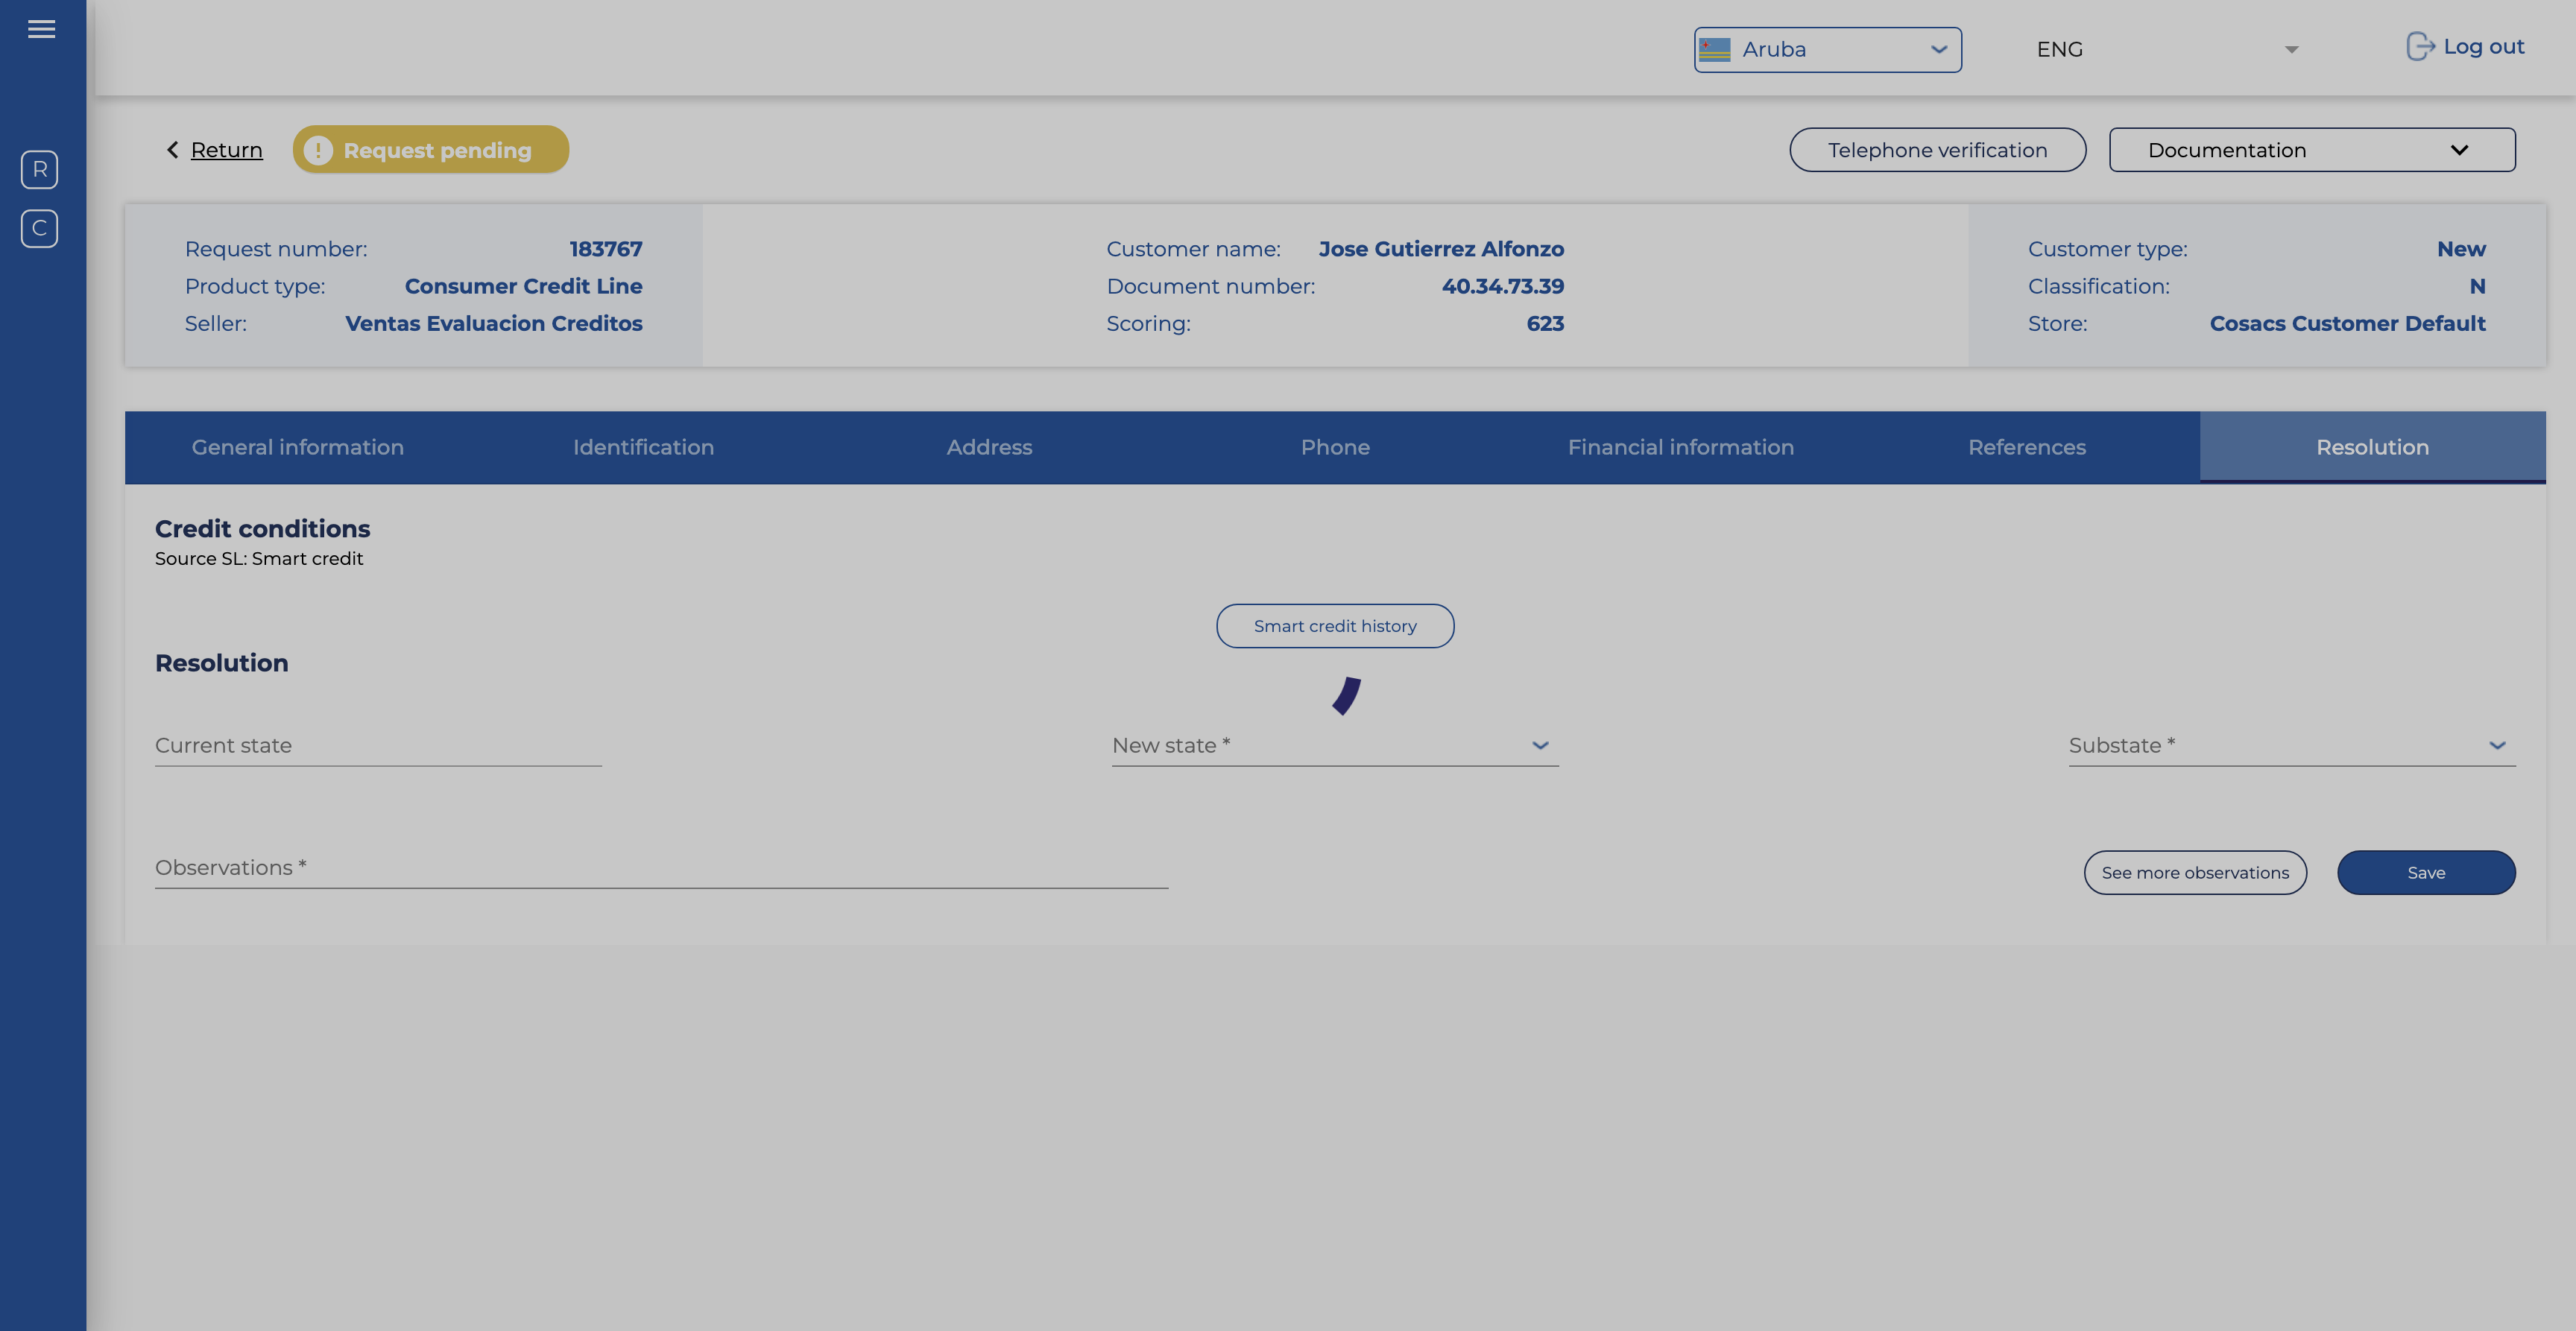 Aruba
ENG
Log out
R
C
Return
! Request pending
Telephone verification
Documentation
Request number: 183767
Product type: Consumer Credit Line
Seller: Ventas Evaluacion Creditos
Customer name: Jose Gutierrez Alfonzo
Document number: 40.34.73.39
Scoring: 623
Customer type: New
Classification: N
Store: Cosacs Customer Default
General information
Identification
Address
Phone
Financial information
References
Resolution
Credit conditions
Source SL: Smart credit
Smart credit history
Resolution
Current state
New state *
Substate *
Observations *
See more observations
Save